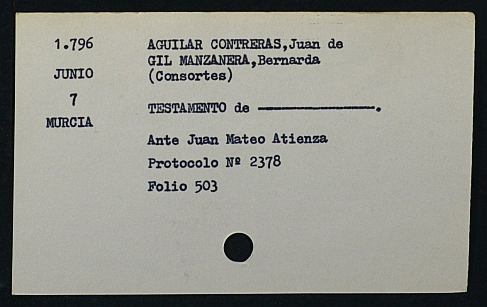 1.796
JUNIO
7
MURCIA
AGUILAR CONTRERAS,Juan de
GIL MANZANERA,Bernarda
(Consortes)
TESTAMENTO de ————————.
Ante Juan Mateo Atienza
Protocolo Nº 2378
Folio 503